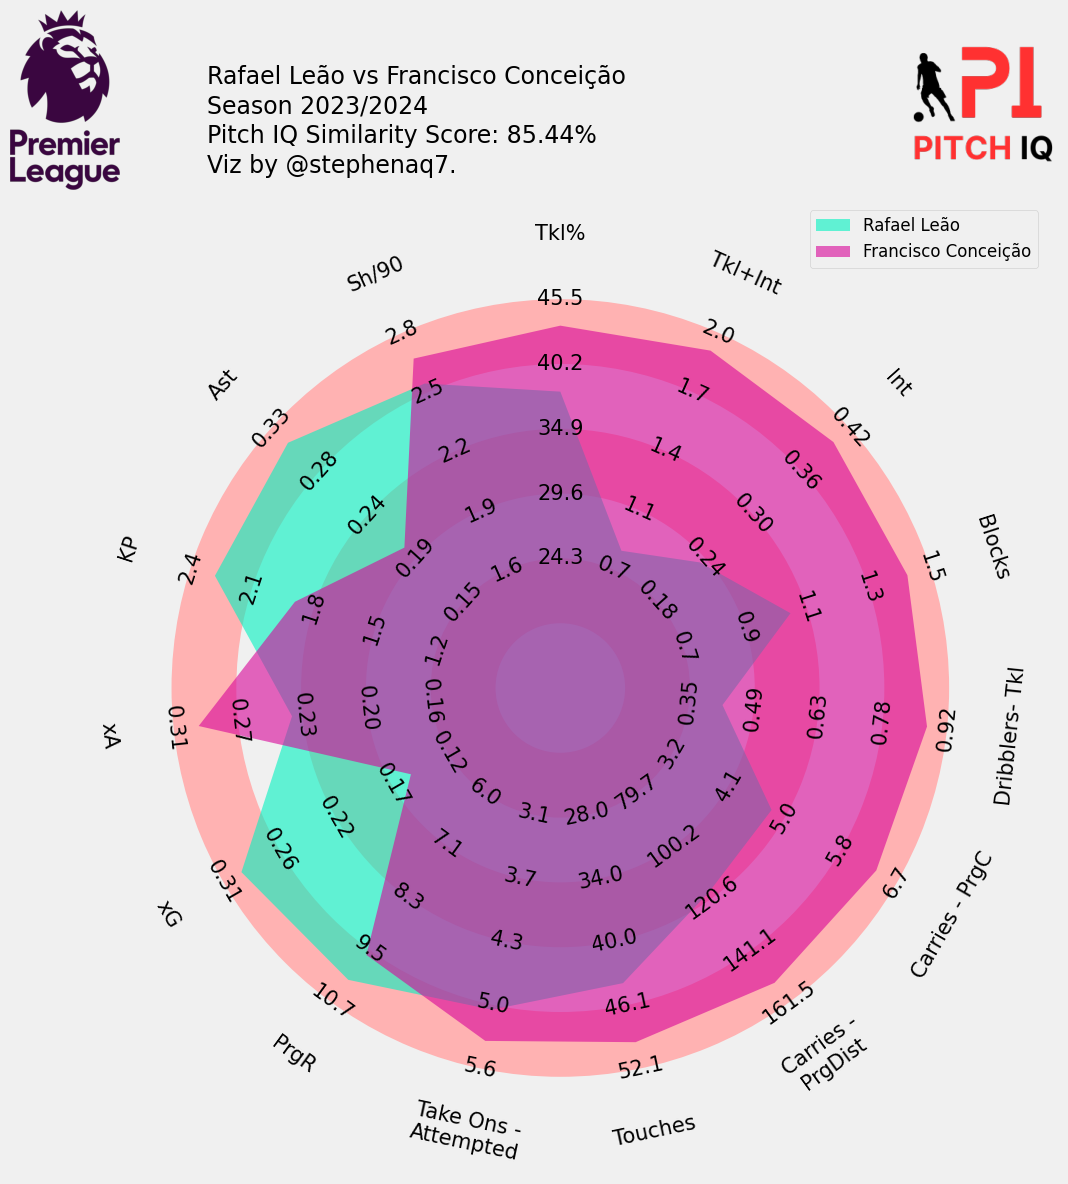 Premier
League
Rafael Leão vs Francisco Conceição
Season 2023/2024
Pitch IQ Similarity Score: 85.44%
Viz by @stephenaq7.
PI
PITCH IQ
Rafael Leão
Francisco Conceição
Tkl%
45.5
40.2
34.9
29.6
24.3
Tkl+Int
2.0
1.7
1.4
1.1
0.7
Int
0.42
0.36
0.30
0.24
0.18
Blocks
1.5
1.3
1.1
0.9
0.7
Dribblers- Tkl
0.92
0.78
0.63
0.49
0.35
Carries - PrgC
6.7
5.8
5.0
4.1
3.2
Carries -
PrgDist
161.5
141.1
120.6
100.2
79.7
Touches
52.1
46.1
40.0
34.0
28.0
Take Ons -
Attempted
5.6
5.0
4.3
3.7
3.1
PrgR
10.7
9.5
8.3
7.1
6.0
xG
0.31
0.26
0.22
0.17
0.12
xA
0.31
0.27
0.23
0.20
0.16
KP
2.4
2.1
1.8
1.5
1.2
Ast
0.33
0.28
0.24
0.19
0.15
Sh/90
2.8
2.5
2.2
1.9
1.6